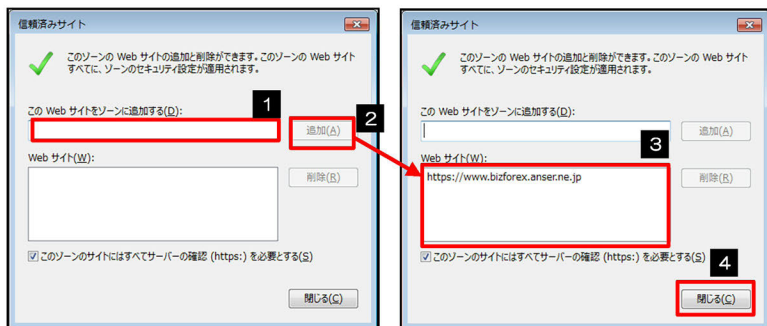 信頼済みサイト
このゾーンの Web サイトの追加と削除ができます。このゾーンの Web サイト
すべてに、ゾーンのセキュリティ設定が適用されます。
1
この Web サイトをゾーンに追加する(D):
追加(A)
2
Web サイト(W):
削除(R)
このゾーンのサイトにはすべてサーバーの確認 (https:) を必要とする(S)
閉じる(C)
信頼済みサイト
このゾーンの Web サイトの追加と削除ができます。このゾーンの Web サイト
すべてに、ゾーンのセキュリティ設定が適用されます。
この Web サイトをゾーンに追加する(D):
追加(A)
3
Web サイト(W):
https://www.bizforex.anser.ne.jp
削除(R)
このゾーンのサイトにはすべてサーバーの確認 (https:) を必要とする(S)
4
閉じる(C)